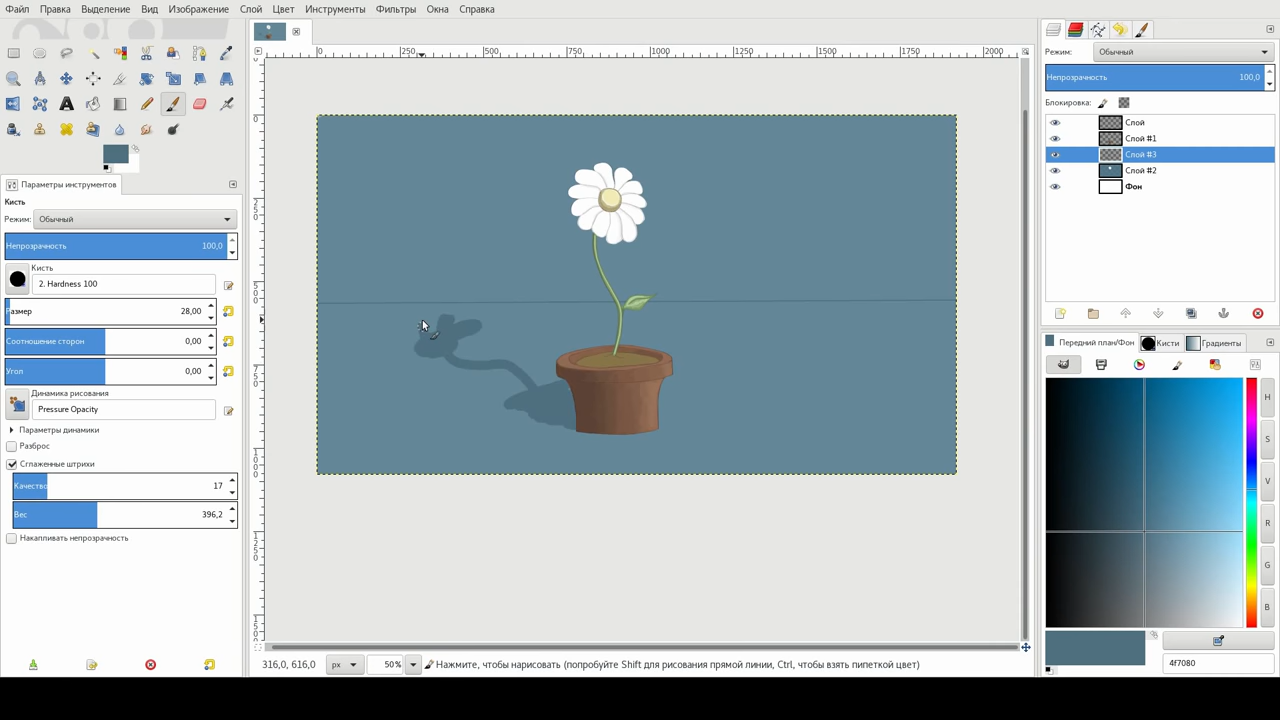 Файл Правка Выделение Вид Изображение Слой Цвет Инструменты Фильтры Окна Справка
0 250 500 750 1000 1250 1500 1750 2000
Параметры инструментов
Кисть
Режим: Обычный
Непрозрачность 100,0
Кисть
2. Hardness 100
Размер 28,00
Соотношение сторон 0,00
Угол 0,00
Динамика рисования
Pressure Opacity
Параметры динамики
Разброс
Сглаженные штрихи
Качество 17
Вес 396,2
Накапливать непрозрачность
316,0, 616,0 px 50% Нажмите, чтобы нарисовать (попробуйте Shift для рисования прямой линии, Ctrl, чтобы взять пипеткой цвет)
Режим: Обычный
Непрозрачность 100,0
Блокировка:
Слой
Слой #1
Слой #3
Слой #2
Фон
Передний план/Фон Кисти Градиенты
H
S
V
R
G
B
4f7080